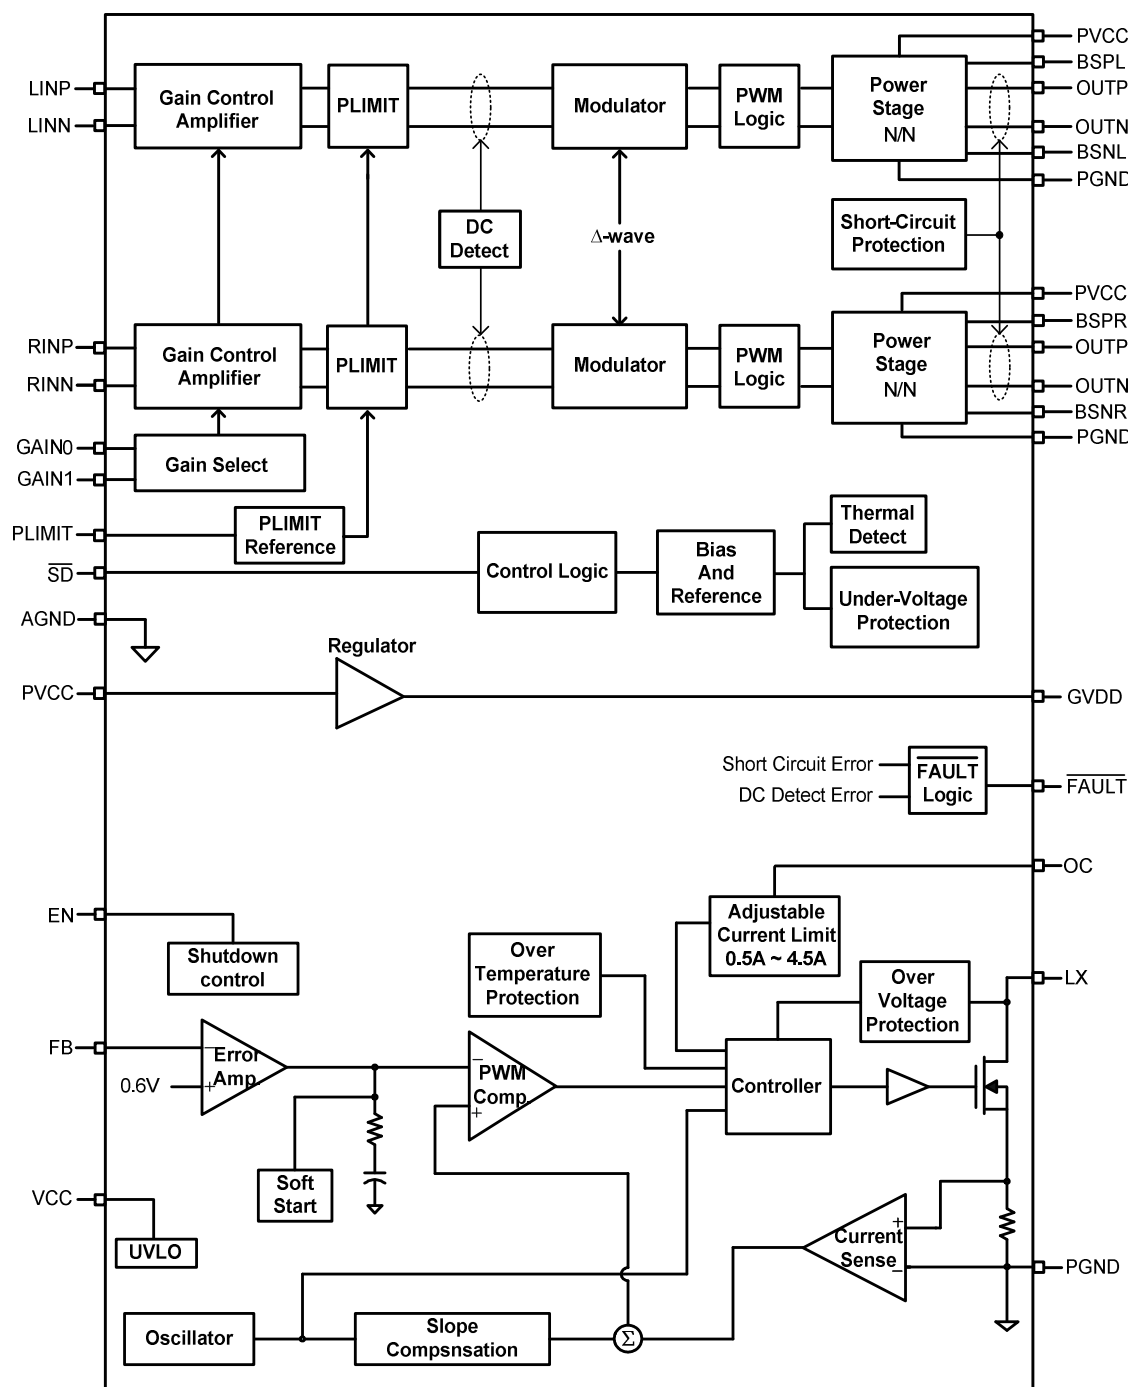 PVCC
BSPL
LINP
Gain Control
Amplifier
PLIMIT
Modulator
PWM
Logic
Power
Stage
N/N
OUTP
LINN
OUTN
BSNL
PGND
DC
Detect
Δ-wave
Short-Circuit
Protection
PVCC
BSPR
RINP
Gain Control
Amplifier
PLIMIT
Modulator
PWM
Logic
Power
Stage
N/N
OUTP
RINN
OUTN
BSNR
PGND
GAIN0
GAIN1
Gain Select
PLIMIT
PLIMIT
Reference
Thermal
Detect
SD
Control Logic
Bias
And
Reference
Under-Voltage
Protection
AGND
Regulator
PVCC
GVDD
Short Circuit Error
DC Detect Error
FAULT
Logic
FAULT
OC
EN
Shutdown
control
Adjustable
Current Limit
0.5A ~ 4.5A
Over
Temperature
Protection
Over
Voltage
Protection
LX
FB
0.6V
−
+
Error
Amp.
−
+
PWM
Comp.
Controller
Soft
Start
VCC
UVLO
+
−
Current
Sense
PGND
Oscillator
Slope
Compsnsation
Σ